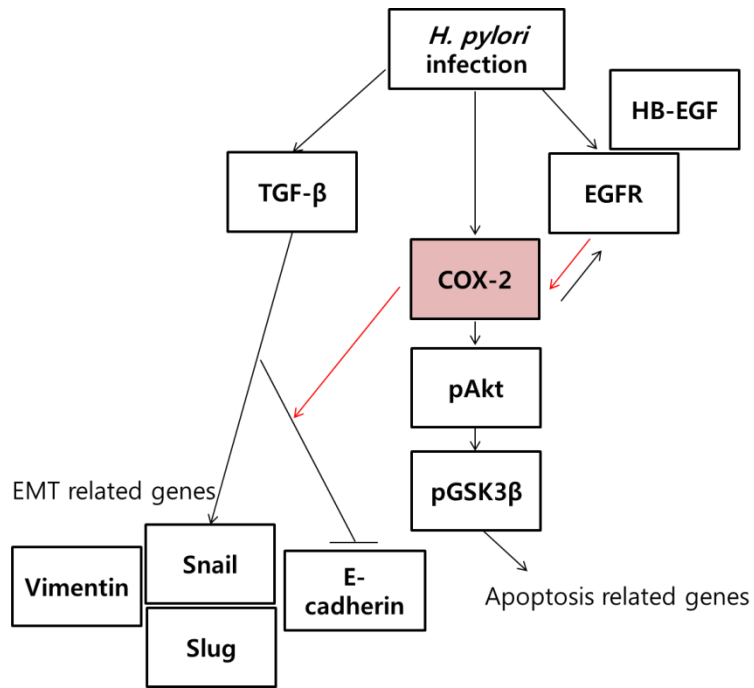 H. pylori
infection
HB-EGF
TGF-β
EGFR
COX-2
pAkt
pGSK3β
EMT related genes
Snail
Vimentin
Slug
E-
cadherin
Apoptosis related genes